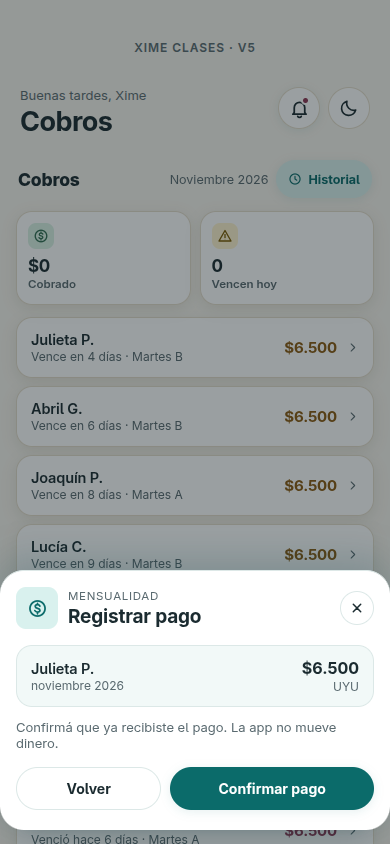 XIME CLASES · V5
Buenas tardes, Xime
Cobros
Cobros
Noviembre 2026
Historial
$0
Cobrado
0
Vencen hoy
Julieta P.
Vence en 4 días · Martes B
$6.500
Abril G.
Vence en 6 días · Martes B
$6.500
Joaquín P.
Vence en 8 días · Martes A
$6.500
Lucía C.
Vence en 9 días · Martes B
$6.500
MENSUALIDAD
Registrar pago
Julieta P.
noviembre 2026
$6.500
UYU
Confirmá que ya recibiste el pago. La app no mueve
dinero.
Volver
Confirmar pago
Venció hace 6 días · Martes A
$6.500